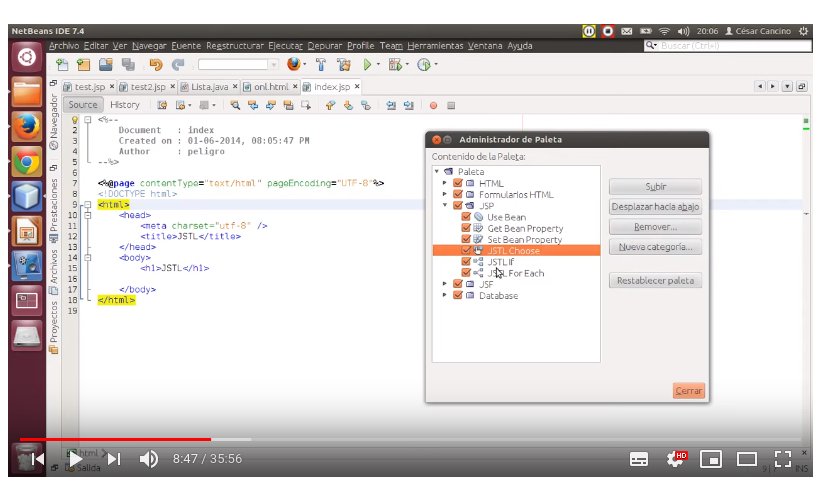 NetBeans IDE 7.4
20:06 César Cancino
Archivo Editar Ver Navegar Fuente Reestructurar Ejecutar Depurar Profile Team Herramientas Ventana Ayuda
Buscar (Ctrl+I)
test.jsp × test2.jsp × Lista.java × onl.html × index.jsp ×
Source History
Navegador
Prestaciones
Archivos
Proyectos
1 <%--
2 Document : index
3 Created on : 01-06-2014, 08:05:47 PM
4 Author : peligro
5 --%>
6
7 <%@page contentType="text/html" pageEncoding="UTF-8"%>
8 <!DOCTYPE html>
9 <html>
10 <head>
11 <meta charset="utf-8" />
12 <title>JSTL</title>
13 </head>
14 <body>
15 <h1>JSTL</h1>
16
17 </body>
18 </html>
19
Administrador de Paleta
Contenido de la Paleta:
Paleta
HTML
Formularios HTML
JSP
Use Bean
Get Bean Property
Set Bean Property
JSTL Choose
JSTL If
JSTL For Each
JSF
Database
Subir
Desplazar hacia abajo
Remover...
Nueva categoría...
Restablecer paleta
Cerrar
html
Salida
8:47 / 35:56
HD
INS